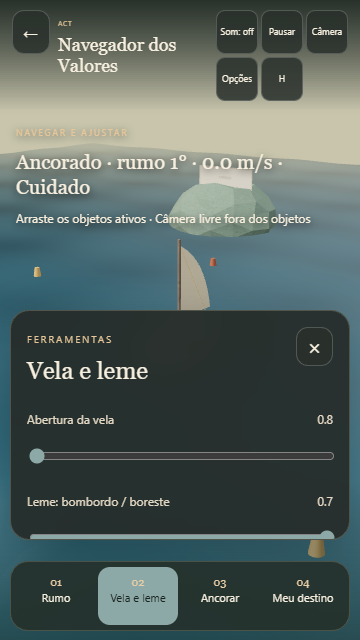 ←
ACT
Navegador dos
Valores
Som: off
Pausar
Câmera
Opções
H
NAVEGAR E AJUSTAR
Ancorado · rumo 1° · 0.0 m/s ·
Cuidado
Arraste os objetos ativos · Câmera livre fora dos objetos
FERRAMENTAS
Vela e leme
×
Abertura da vela
0.8
Leme: bombordo / boreste
0.7
01
Rumo
02
Vela e leme
03
Ancorar
04
Meu destino